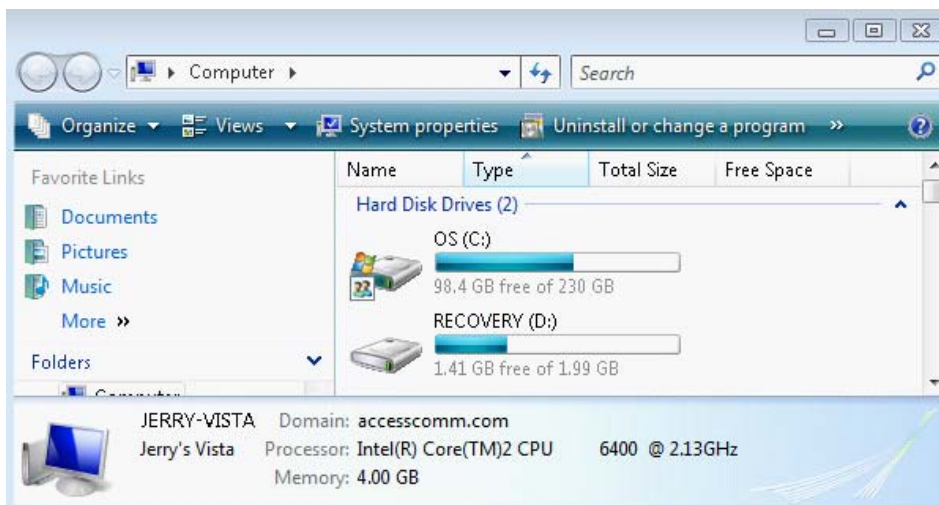 Computer
Search
Organize Views System properties Uninstall or change a program »
Favorite Links
Documents
Pictures
Music
More »
Folders
Computer
Name Type Total Size Free Space
Hard Disk Drives (2)
OS (C:)
98.4 GB free of 230 GB
RECOVERY (D:)
1.41 GB free of 1.99 GB
JERRY-VISTA Domain: accesscomm.com
Jerry's Vista Processor: Intel(R) Core(TM)2 CPU 6400 @ 2.13GHz
Memory: 4.00 GB